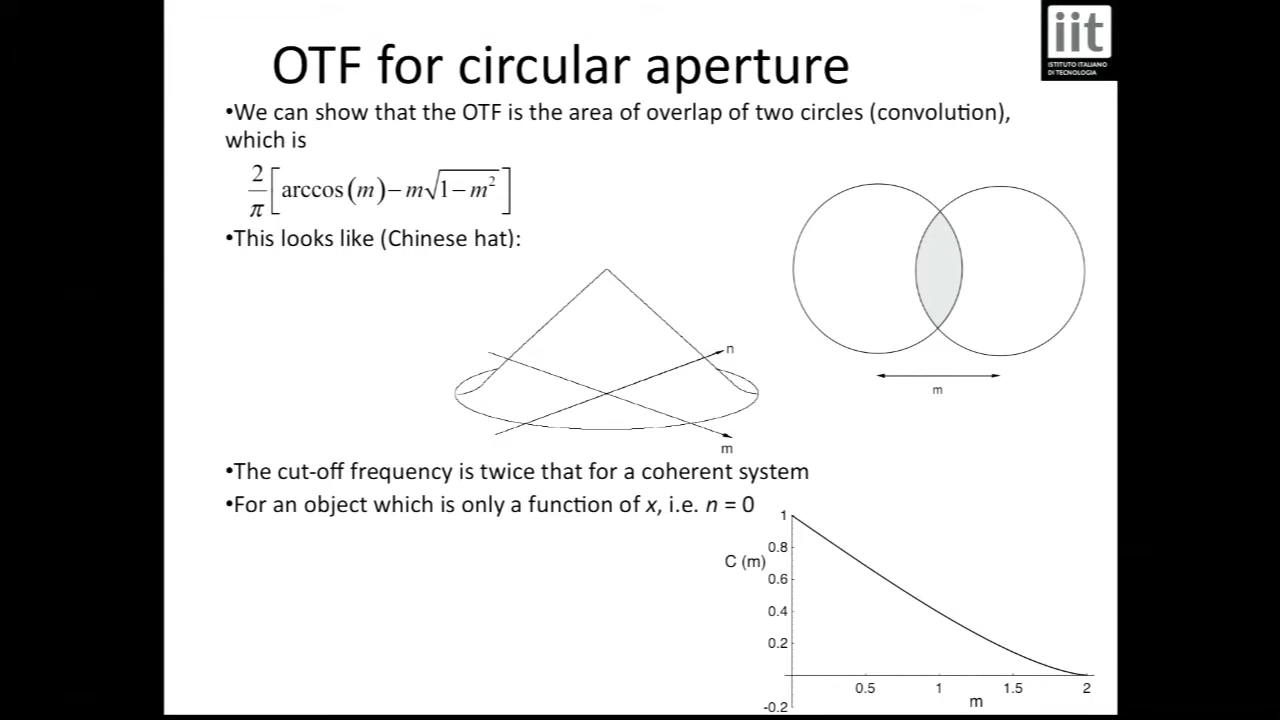 OTF for circular aperture
iit
ISTITUTO ITALIANO
DI TECNOLOGIA
•We can show that the OTF is the area of overlap of two circles (convolution),
which is
2/π [arccos(m) − m√(1 − m²)]
•This looks like (Chinese hat):
n
m
m
•The cut-off frequency is twice that for a coherent system
•For an object which is only a function of x, i.e. n = 0
1
0.8
C (m)
0.6
0.4
0.2
0.5 1 1.5 2
m
-0.2